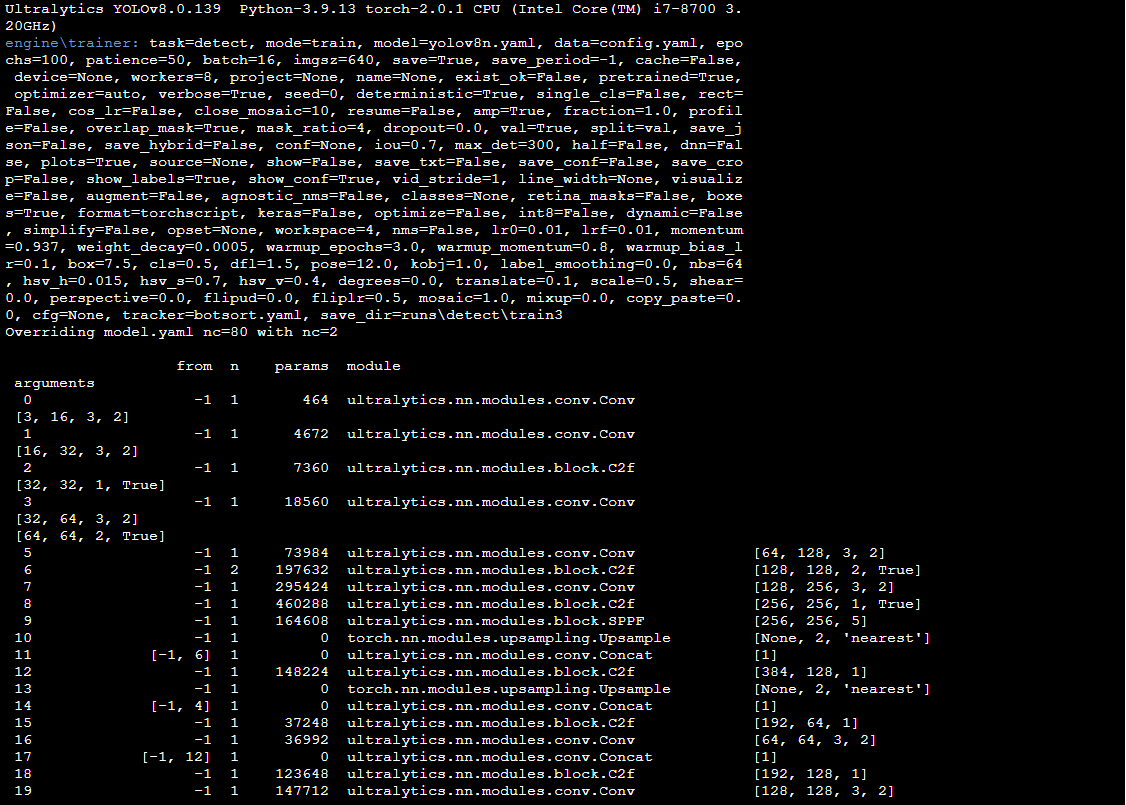 Ultralytics YOLOv8.0.139  Python-3.9.13 torch-2.0.1 CPU (Intel Core(TM) i7-8700 3.
20GHz)
engine\trainer: task=detect, mode=train, model=yolov8n.yaml, data=config.yaml, epo
chs=100, patience=50, batch=16, imgsz=640, save=True, save_period=-1, cache=False,
 device=None, workers=8, project=None, name=None, exist_ok=False, pretrained=True,
 optimizer=auto, verbose=True, seed=0, deterministic=True, single_cls=False, rect=
False, cos_lr=False, close_mosaic=10, resume=False, amp=True, fraction=1.0, profil
e=False, overlap_mask=True, mask_ratio=4, dropout=0.0, val=True, split=val, save_j
son=False, save_hybrid=False, conf=None, iou=0.7, max_det=300, half=False, dnn=Fal
se, plots=True, source=None, show=False, save_txt=False, save_conf=False, save_cro
p=False, show_labels=True, show_conf=True, vid_stride=1, line_width=None, visualiz
e=False, augment=False, agnostic_nms=False, classes=None, retina_masks=False, boxe
s=True, format=torchscript, keras=False, optimize=False, int8=False, dynamic=False
, simplify=False, opset=None, workspace=4, nms=False, lr0=0.01, lrf=0.01, momentum
=0.937, weight_decay=0.0005, warmup_epochs=3.0, warmup_momentum=0.8, warmup_bias_l
r=0.1, box=7.5, cls=0.5, dfl=1.5, pose=12.0, kobj=1.0, label_smoothing=0.0, nbs=64
, hsv_h=0.015, hsv_s=0.7, hsv_v=0.4, degrees=0.0, translate=0.1, scale=0.5, shear=
0.0, perspective=0.0, flipud=0.0, fliplr=0.5, mosaic=1.0, mixup=0.0, copy_paste=0.
0, cfg=None, tracker=botsort.yaml, save_dir=runs\detect\train3
Overriding model.yaml nc=80 with nc=2
from  n    params  module
arguments
0                  -1  1       464  ultralytics.nn.modules.conv.Conv
[3, 16, 3, 2]
1                  -1  1      4672  ultralytics.nn.modules.conv.Conv
[16, 32, 3, 2]
2                  -1  1      7360  ultralytics.nn.modules.block.C2f
[32, 32, 1, True]
3                  -1  1     18560  ultralytics.nn.modules.conv.Conv
[32, 64, 3, 2]
[64, 64, 2, True]
5                  -1  1     73984  ultralytics.nn.modules.conv.Conv             [64, 128, 3, 2]
6                  -1  2    197632  ultralytics.nn.modules.block.C2f             [128, 128, 2, True]
7                  -1  1    295424  ultralytics.nn.modules.conv.Conv             [128, 256, 3, 2]
8                  -1  1    460288  ultralytics.nn.modules.block.C2f             [256, 256, 1, True]
9                  -1  1    164608  ultralytics.nn.modules.block.SPPF            [256, 256, 5]
10                  -1  1         0  torch.nn.modules.upsampling.Upsample         [None, 2, 'nearest']
11             [-1, 6]  1         0  ultralytics.nn.modules.conv.Concat           [1]
12                  -1  1    148224  ultralytics.nn.modules.block.C2f             [384, 128, 1]
13                  -1  1         0  torch.nn.modules.upsampling.Upsample         [None, 2, 'nearest']
14             [-1, 4]  1         0  ultralytics.nn.modules.conv.Concat           [1]
15                  -1  1     37248  ultralytics.nn.modules.block.C2f             [192, 64, 1]
16                  -1  1     36992  ultralytics.nn.modules.conv.Conv             [64, 64, 3, 2]
17            [-1, 12]  1         0  ultralytics.nn.modules.conv.Concat           [1]
18                  -1  1    123648  ultralytics.nn.modules.block.C2f             [192, 128, 1]
19                  -1  1    147712  ultralytics.nn.modules.conv.Conv             [128, 128, 3, 2]